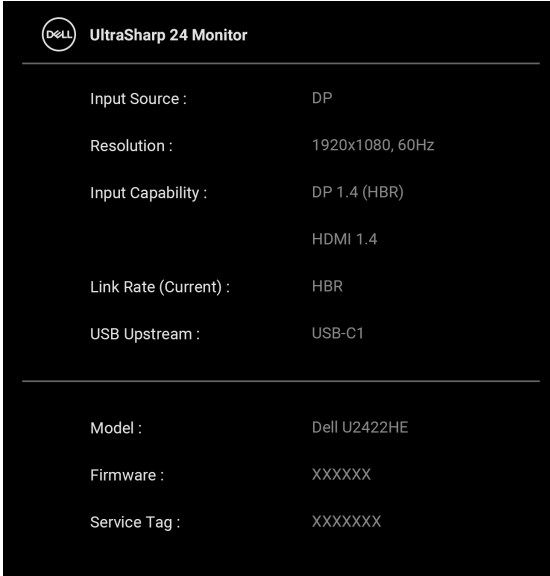 DELL UltraSharp 24 Monitor
Input Source : DP
Resolution : 1920x1080, 60Hz
Input Capability : DP 1.4 (HBR)
HDMI 1.4
Link Rate (Current) : HBR
USB Upstream : USB-C1
Model : Dell U2422HE
Firmware : XXXXXX
Service Tag : XXXXXXX